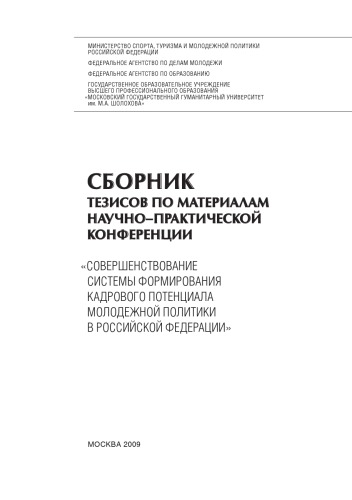 МИНИСТЕРСТВО СПОРТА, ТУРИЗМА И МОЛОДЕЖНОЙ ПОЛИТИКИ
РОССИЙСКОЙ ФЕДЕРАЦИИ
ФЕДЕРАЛЬНОЕ АГЕНТСТВО ПО ДЕЛАМ МОЛОДЕЖИ
ФЕДЕРАЛЬНОЕ АГЕНТСТВО ПО ОБРАЗОВАНИЮ
ГОСУДАРСТВЕННОЕ ОБРАЗОВАТЕЛЬНОЕ УЧРЕЖДЕНИЕ
ВЫСШЕГО ПРОФЕССИОНАЛЬНОГО ОБРАЗОВАНИЯ
«МОСКОВСКИЙ ГОСУДАРСТВЕННЫЙ ГУМАНИТАРНЫЙ УНИВЕРСИТЕТ
им. М.А. ШОЛОХОВА»
СБОРНИК
ТЕЗИСОВ ПО МАТЕРИАЛАМ
НАУЧНО–ПРАКТИЧЕСКОЙ
КОНФЕРЕНЦИИ
«СОВЕРШЕНСТВОВАНИЕ
СИСТЕМЫ ФОРМИРОВАНИЯ
КАДРОВОГО ПОТЕНЦИАЛА
МОЛОДЕЖНОЙ ПОЛИТИКИ
В РОССИЙСКОЙ ФЕДЕРАЦИИ»
МОСКВА 2009